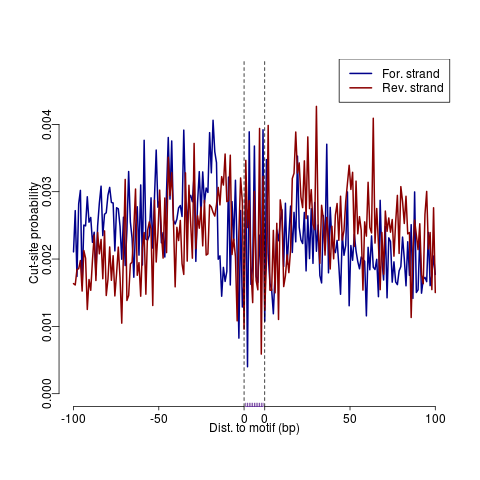 For. strand
Rev. strand
Cut-site probability
0.004
0.003
0.002
0.001
0.000
-100 -50 0 0 50 100
Dist. to motif (bp)